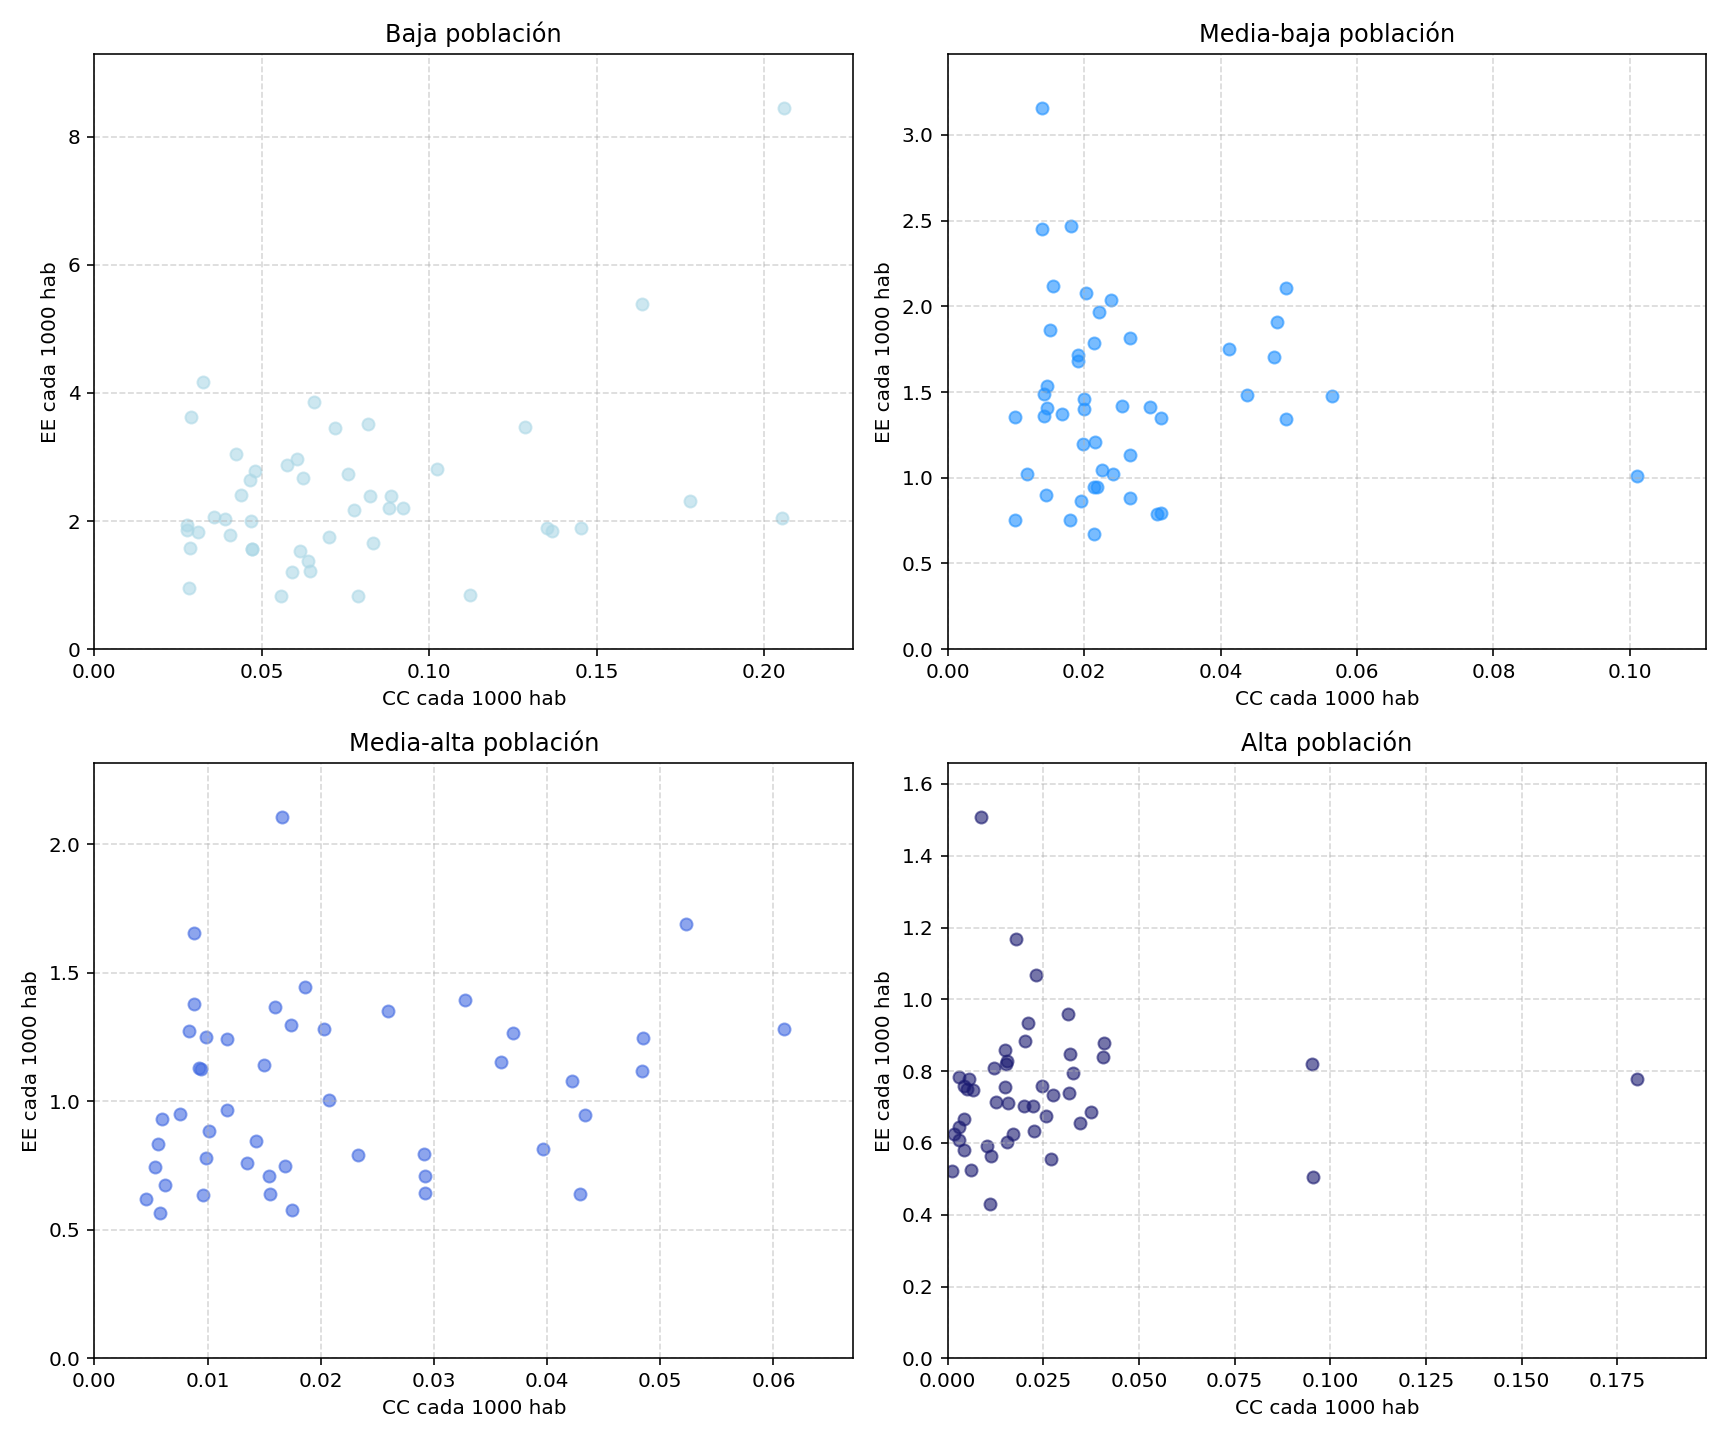 Baja población
8
6
4
2
0
EE cada 1000 hab
0.00 0.05 0.10 0.15 0.20
CC cada 1000 hab
Media-baja población
3.0
2.5
2.0
1.5
1.0
0.5
0.0
EE cada 1000 hab
0.00 0.02 0.04 0.06 0.08 0.10
CC cada 1000 hab
Media-alta población
2.0
1.5
1.0
0.5
0.0
EE cada 1000 hab
0.00 0.01 0.02 0.03 0.04 0.05 0.06
CC cada 1000 hab
Alta población
1.6
1.4
1.2
1.0
0.8
0.6
0.4
0.2
0.0
EE cada 1000 hab
0.000 0.025 0.050 0.075 0.100 0.125 0.150 0.175
CC cada 1000 hab